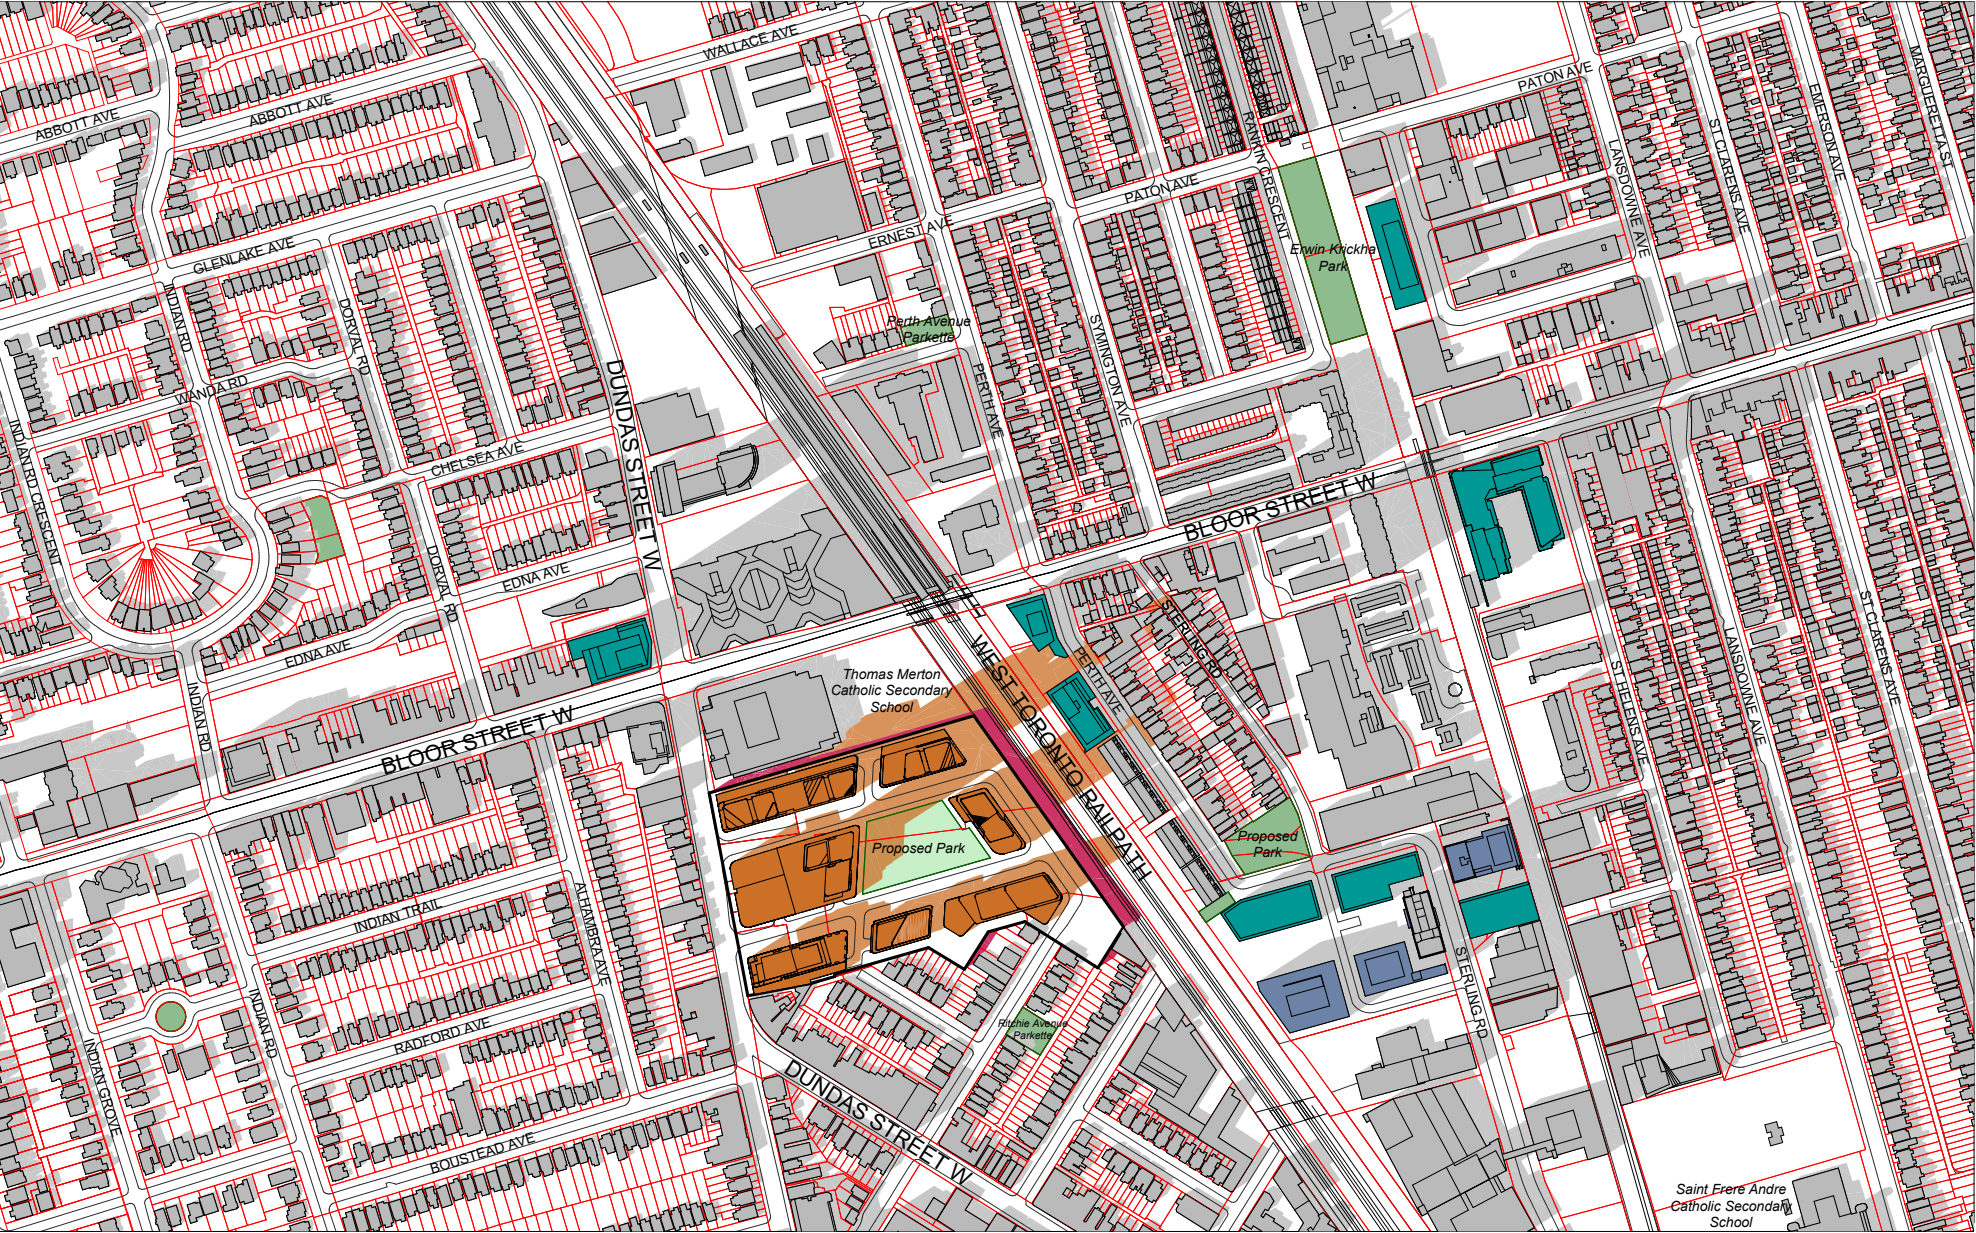 WALLACE AVE
ABBOTT AVE
ABBOTT AVE
PATON AVE
MARGUERETTA ST
EMERSON AVE
ST CLARENS AVE
LANSDOWNE AVE
RANKIN CRESCENT
PATON AVE
ERNEST AVE
GLENLAKE AVE
Erwin Krickha
Park
INDIAN RD
DORVAL RD
Perth Avenue
Parkette
SYMINGTON AVE
PERTH AVE
WANDA RD
DUNDAS STREET W
INDIAN RD CRESCENT
CHELSEA AVE
BLOOR STREET W
DORVAL RD
EDNA AVE
EDNA AVE
STERLING RD
PERTH AVE
WEST TORONTO RAILPATH
ST CLARENS AVE
LANSDOWNE AVE
ST HELENS AVE
Thomas Merton
Catholic Secondary
School
INDIAN RD
BLOOR STREET W
Proposed Park
Proposed
Park
ALHAMBRA AVE
INDIAN TRAIL
STERLING RD
INDIAN RD
RADFORD AVE
Ritchie Avenue
Parkette
INDIAN GROVE
DUNDAS STREET W
BOUSTEAD AVE
Saint Frere Andre
Catholic Secondary
School